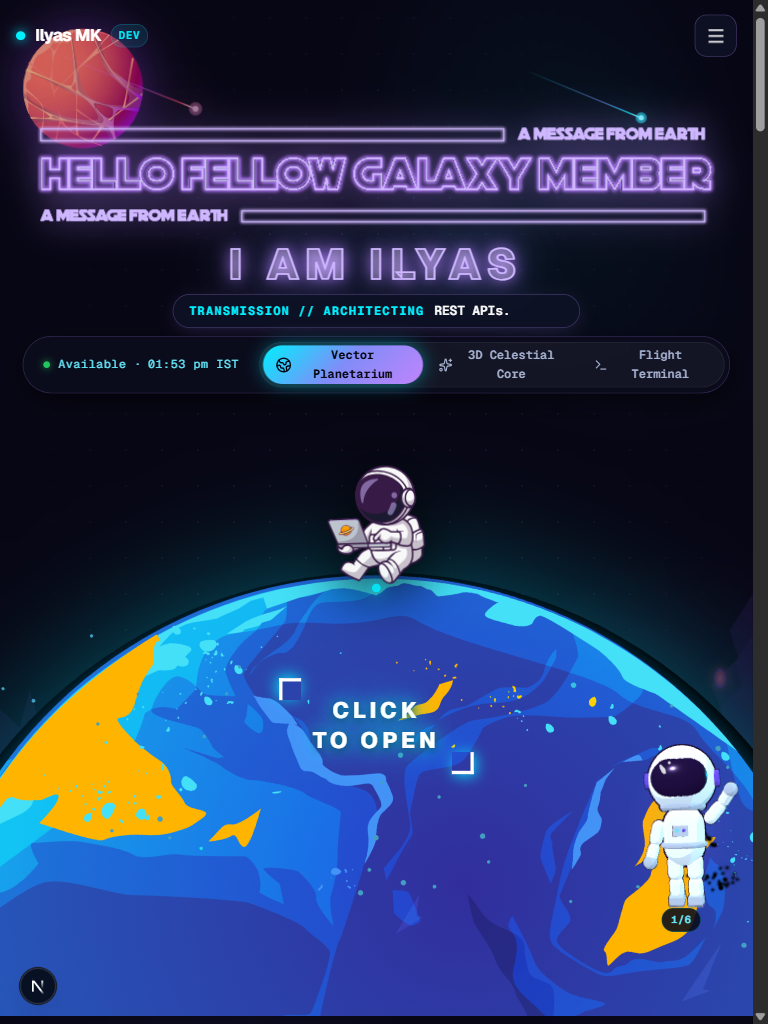 Ilyas MK DEV
A MESSAGE FROM EARTH
HELLO FELLOW GALAXY MEMBER
A MESSAGE FROM EARTH
I AM ILYAS
TRANSMISSION // ARCHITECTING REST APIs.
Available · 01:53 pm IST
Vector
Planetarium
3D Celestial
Core
Flight
Terminal
CLICK
TO OPEN
1/6
N